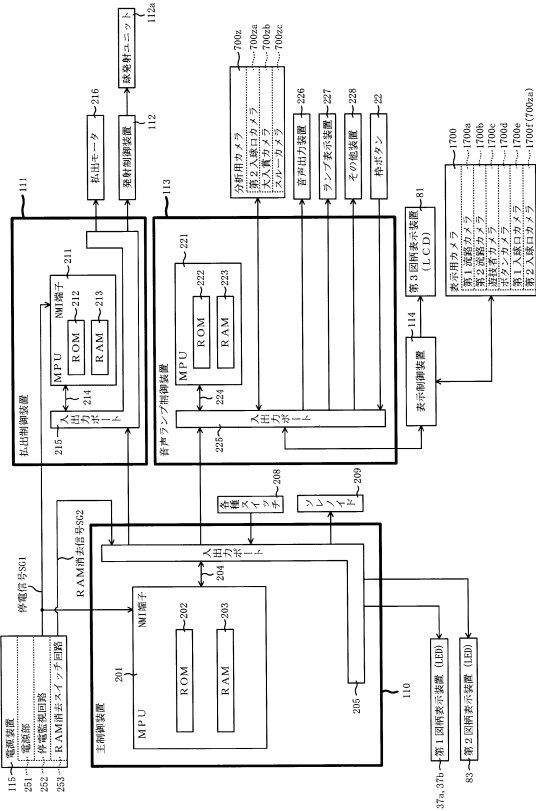 115
電源装置
251
電源部
252
停電監視回路
253
RAM消去スイッチ回路
停電信号SG1
RAM消去信号SG2
主制御装置
110
MPU
201
NMI端子
ROM
202
RAM
203
204
入出力ポート
205
各種スイッチ
208
ソレノイド
209
37a,37b
第1図柄表示装置(LED)
83
第2図柄表示装置(LED)
払出制御装置
111
MPU
211
NMI端子
ROM
212
RAM
213
214
215
入出力ポート
払出モータ
216
発射制御装置
112
球発射ユニット
112a
音声ランプ制御装置
113
MPU
221
ROM
222
RAM
223
224
225
入出力ポート
分析用カメラ
700z
第2入球口カメラ
700za
大入賞カメラ
700zb
スルーカメラ
700zc
音声出力装置
226
ランプ表示装置
227
その他装置
228
枠ボタン
22
表示制御装置
114
第3図柄表示装置
(LCD)
81
表示用カメラ
1700
第1流路カメラ
1700a
第2流路カメラ
1700b
遊技者カメラ
1700c
ボタンカメラ
1700d
第1入球口カメラ
1700e
第2入球口カメラ
1700f(700za)